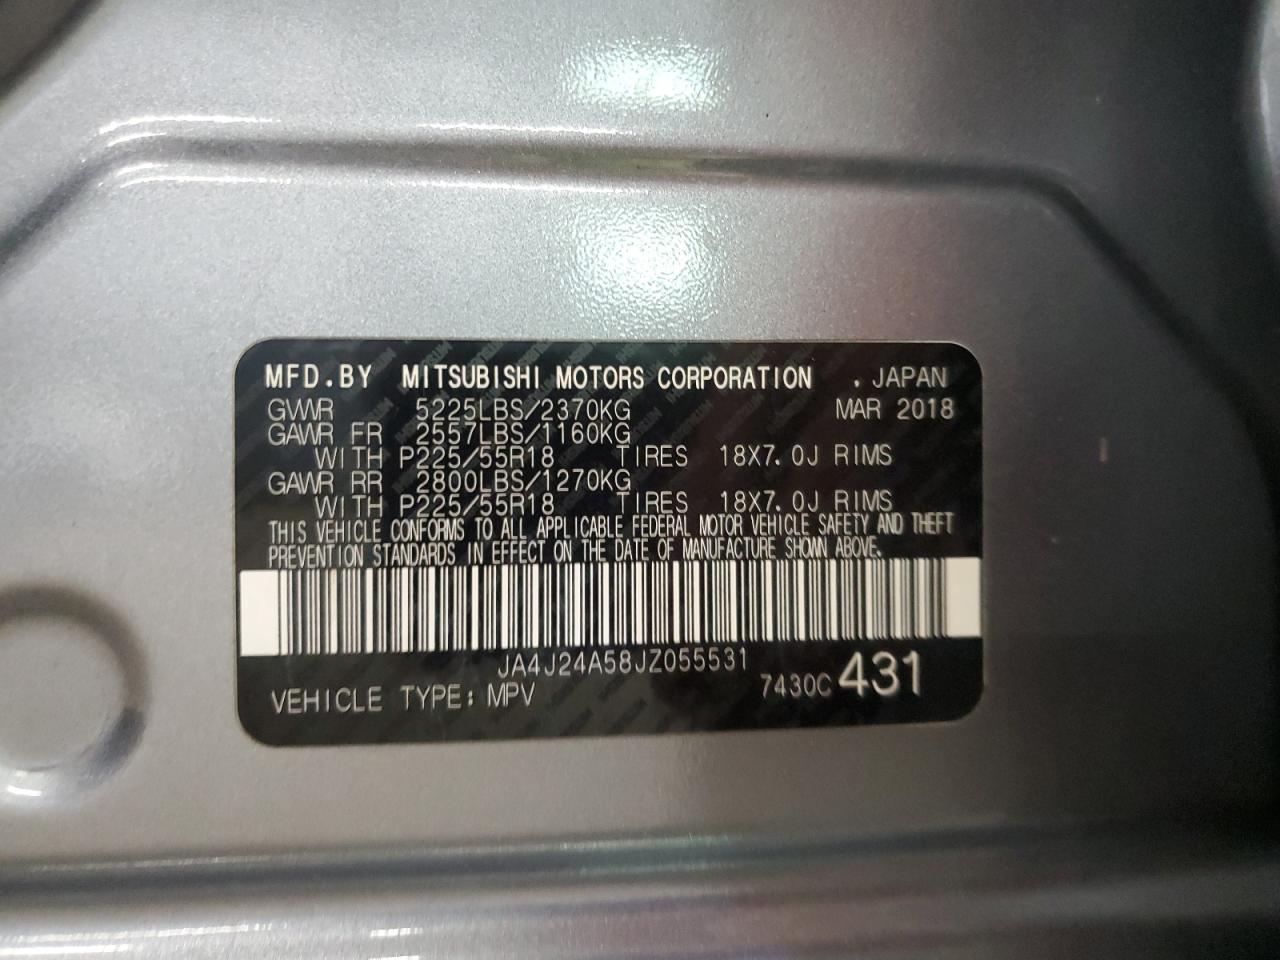 MFD.BY MITSUBISHI MOTORS CORPORATION . JAPAN
GVWR 5225LBS/2370KG MAR 2018
GAWR FR 2557LBS/1160KG
WITH P225/55R18 TIRES 18X7.0J RIMS
GAWR RR 2800LBS/1270KG
WITH P225/55R18 TIRES 18X7.0J RIMS
THIS VEHICLE CONFORMS TO ALL APPLICABLE FEDERAL MOTOR VEHICLE SAFETY AND THEFT
PREVENTION STANDARDS IN EFFECT ON THE DATE OF MANUFACTURE SHOWN ABOVE.
JA4J24A58JZ055531
VEHICLE TYPE: MPV 7430C 431